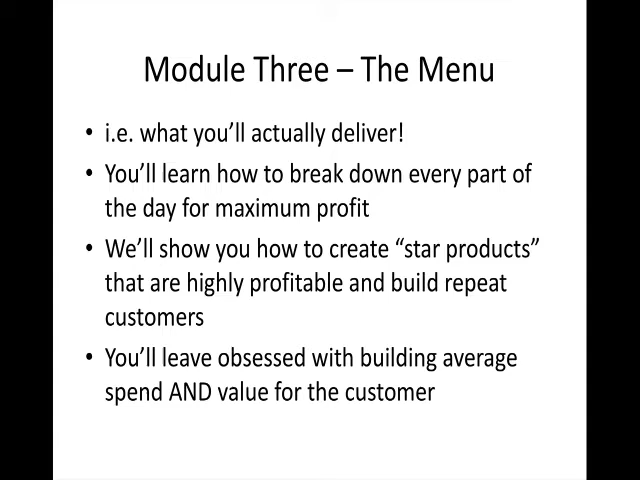 Module Three – The Menu
• i.e. what you’ll actually deliver!
• You’ll learn how to break down every part of
the day for maximum profit
• We’ll show you how to create “star products”
that are highly profitable and build repeat
customers
• You’ll leave obsessed with building average
spend AND value for the customer